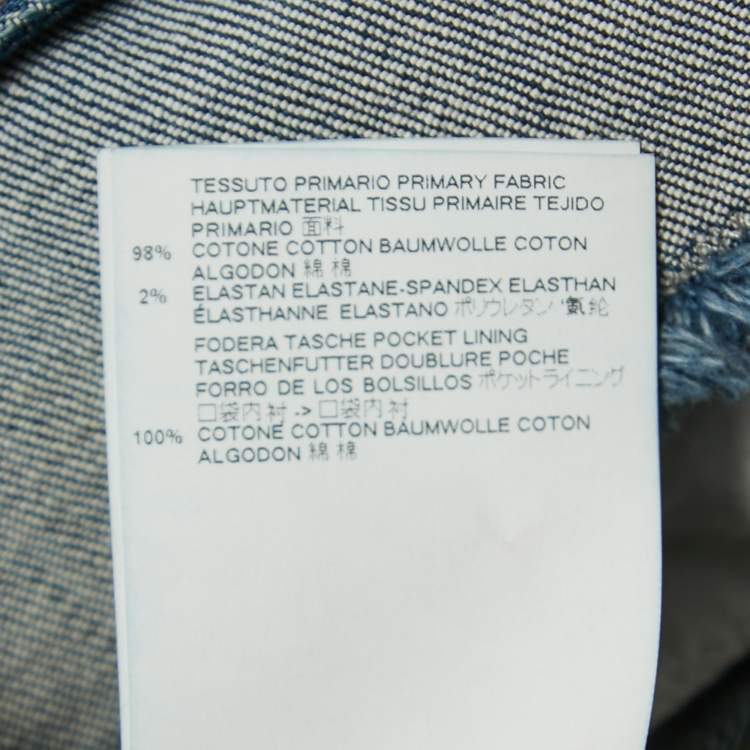 TESSUTO PRIMARIO PRIMARY FABRIC
HAUPTMATERIAL TISSU PRIMAIRE TEJIDO
PRIMARIO 面料
98% COTONE COTTON BAUMWOLLE COTON
ALGODON 綿 棉
2% ELASTAN ELASTANE-SPANDEX ELASTHAN
ÉLASTHANNE ELASTANO ポリウレタン 氨纶
FODERA TASCHE POCKET LINING
TASCHENFUTTER DOUBLURE POCHE
FORRO DE LOS BOLSILLOS ポケットライニング
口袋内衬 -> 口袋内衬
100% COTONE COTTON BAUMWOLLE COTON
ALGODON 綿 棉